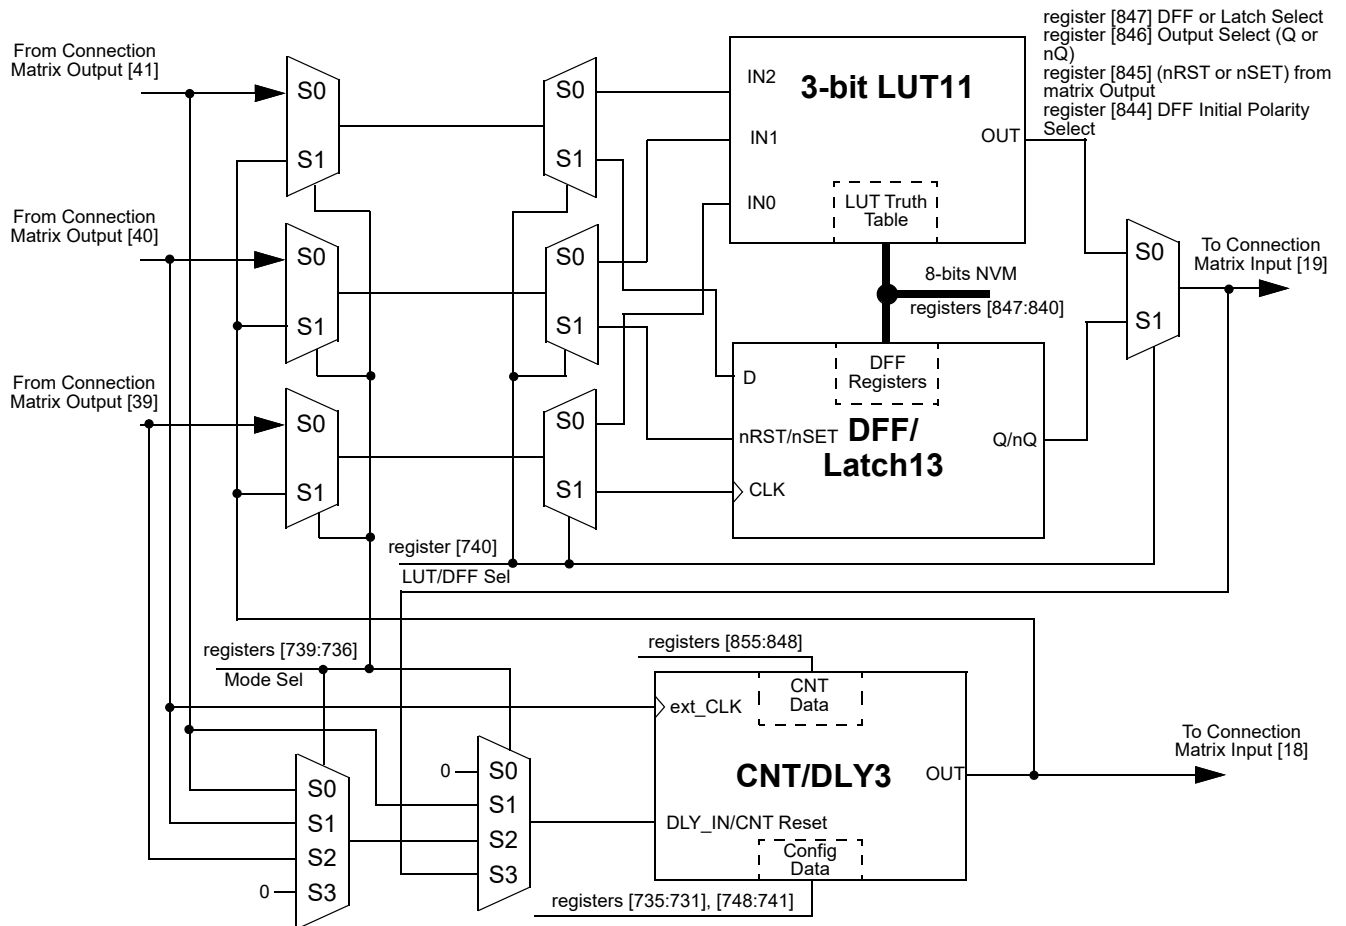 register [847] DFF or Latch Select
register [846] Output Select (Q or
nQ)
register [845] (nRST or nSET) from
matrix Output
register [844] DFF Initial Polarity
Select
From Connection
Matrix Output [41]
S0
S1
S0
S1
IN2
IN1
IN0
3-bit LUT11
OUT
LUT Truth
Table
From Connection
Matrix Output [40]
S0
S1
S0
S1
8-bits NVM
registers [847:840]
S0
S1
To Connection
Matrix Input [19]
From Connection
Matrix Output [39]
S0
S1
S0
S1
D
nRST/nSET
CLK
DFF
Registers
DFF/
Latch13
Q/nQ
register [740]
LUT/DFF Sel
registers [739:736]
Mode Sel
registers [855:848]
ext_CLK
CNT
Data
CNT/DLY3
OUT
To Connection
Matrix Input [18]
DLY_IN/CNT Reset
Config
Data
S0
S1
S2
0
S3
0
S0
S1
S2
S3
registers [735:731], [748:741]